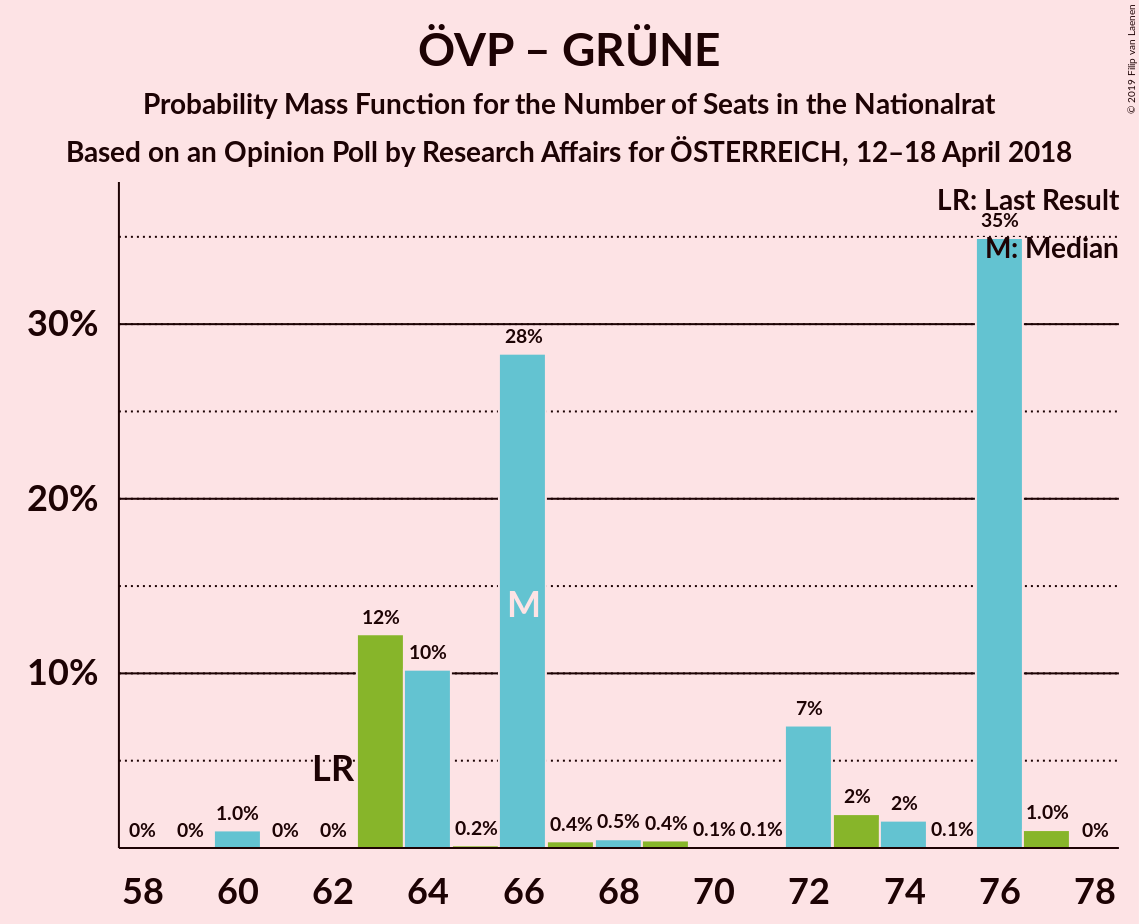 ÖVP – GRÜNE
Probability Mass Function for the Number of Seats in the Nationalrat
Based on an Opinion Poll by Research Affairs for ÖSTERREICH, 12–18 April 2018
© 2019 Filip van Laenen
LR: Last Result
M: Median
35%
30%
28%
20%
M
12%
10%
10%
7%
LR
2%
2%
0%
0%
1.0%
0%
0%
0.2%
0.4%
0.5%
0.4%
0.1%
0.1%
0.1%
1.0%
0%
58 60 62 64 66 68 70 72 74 76 78